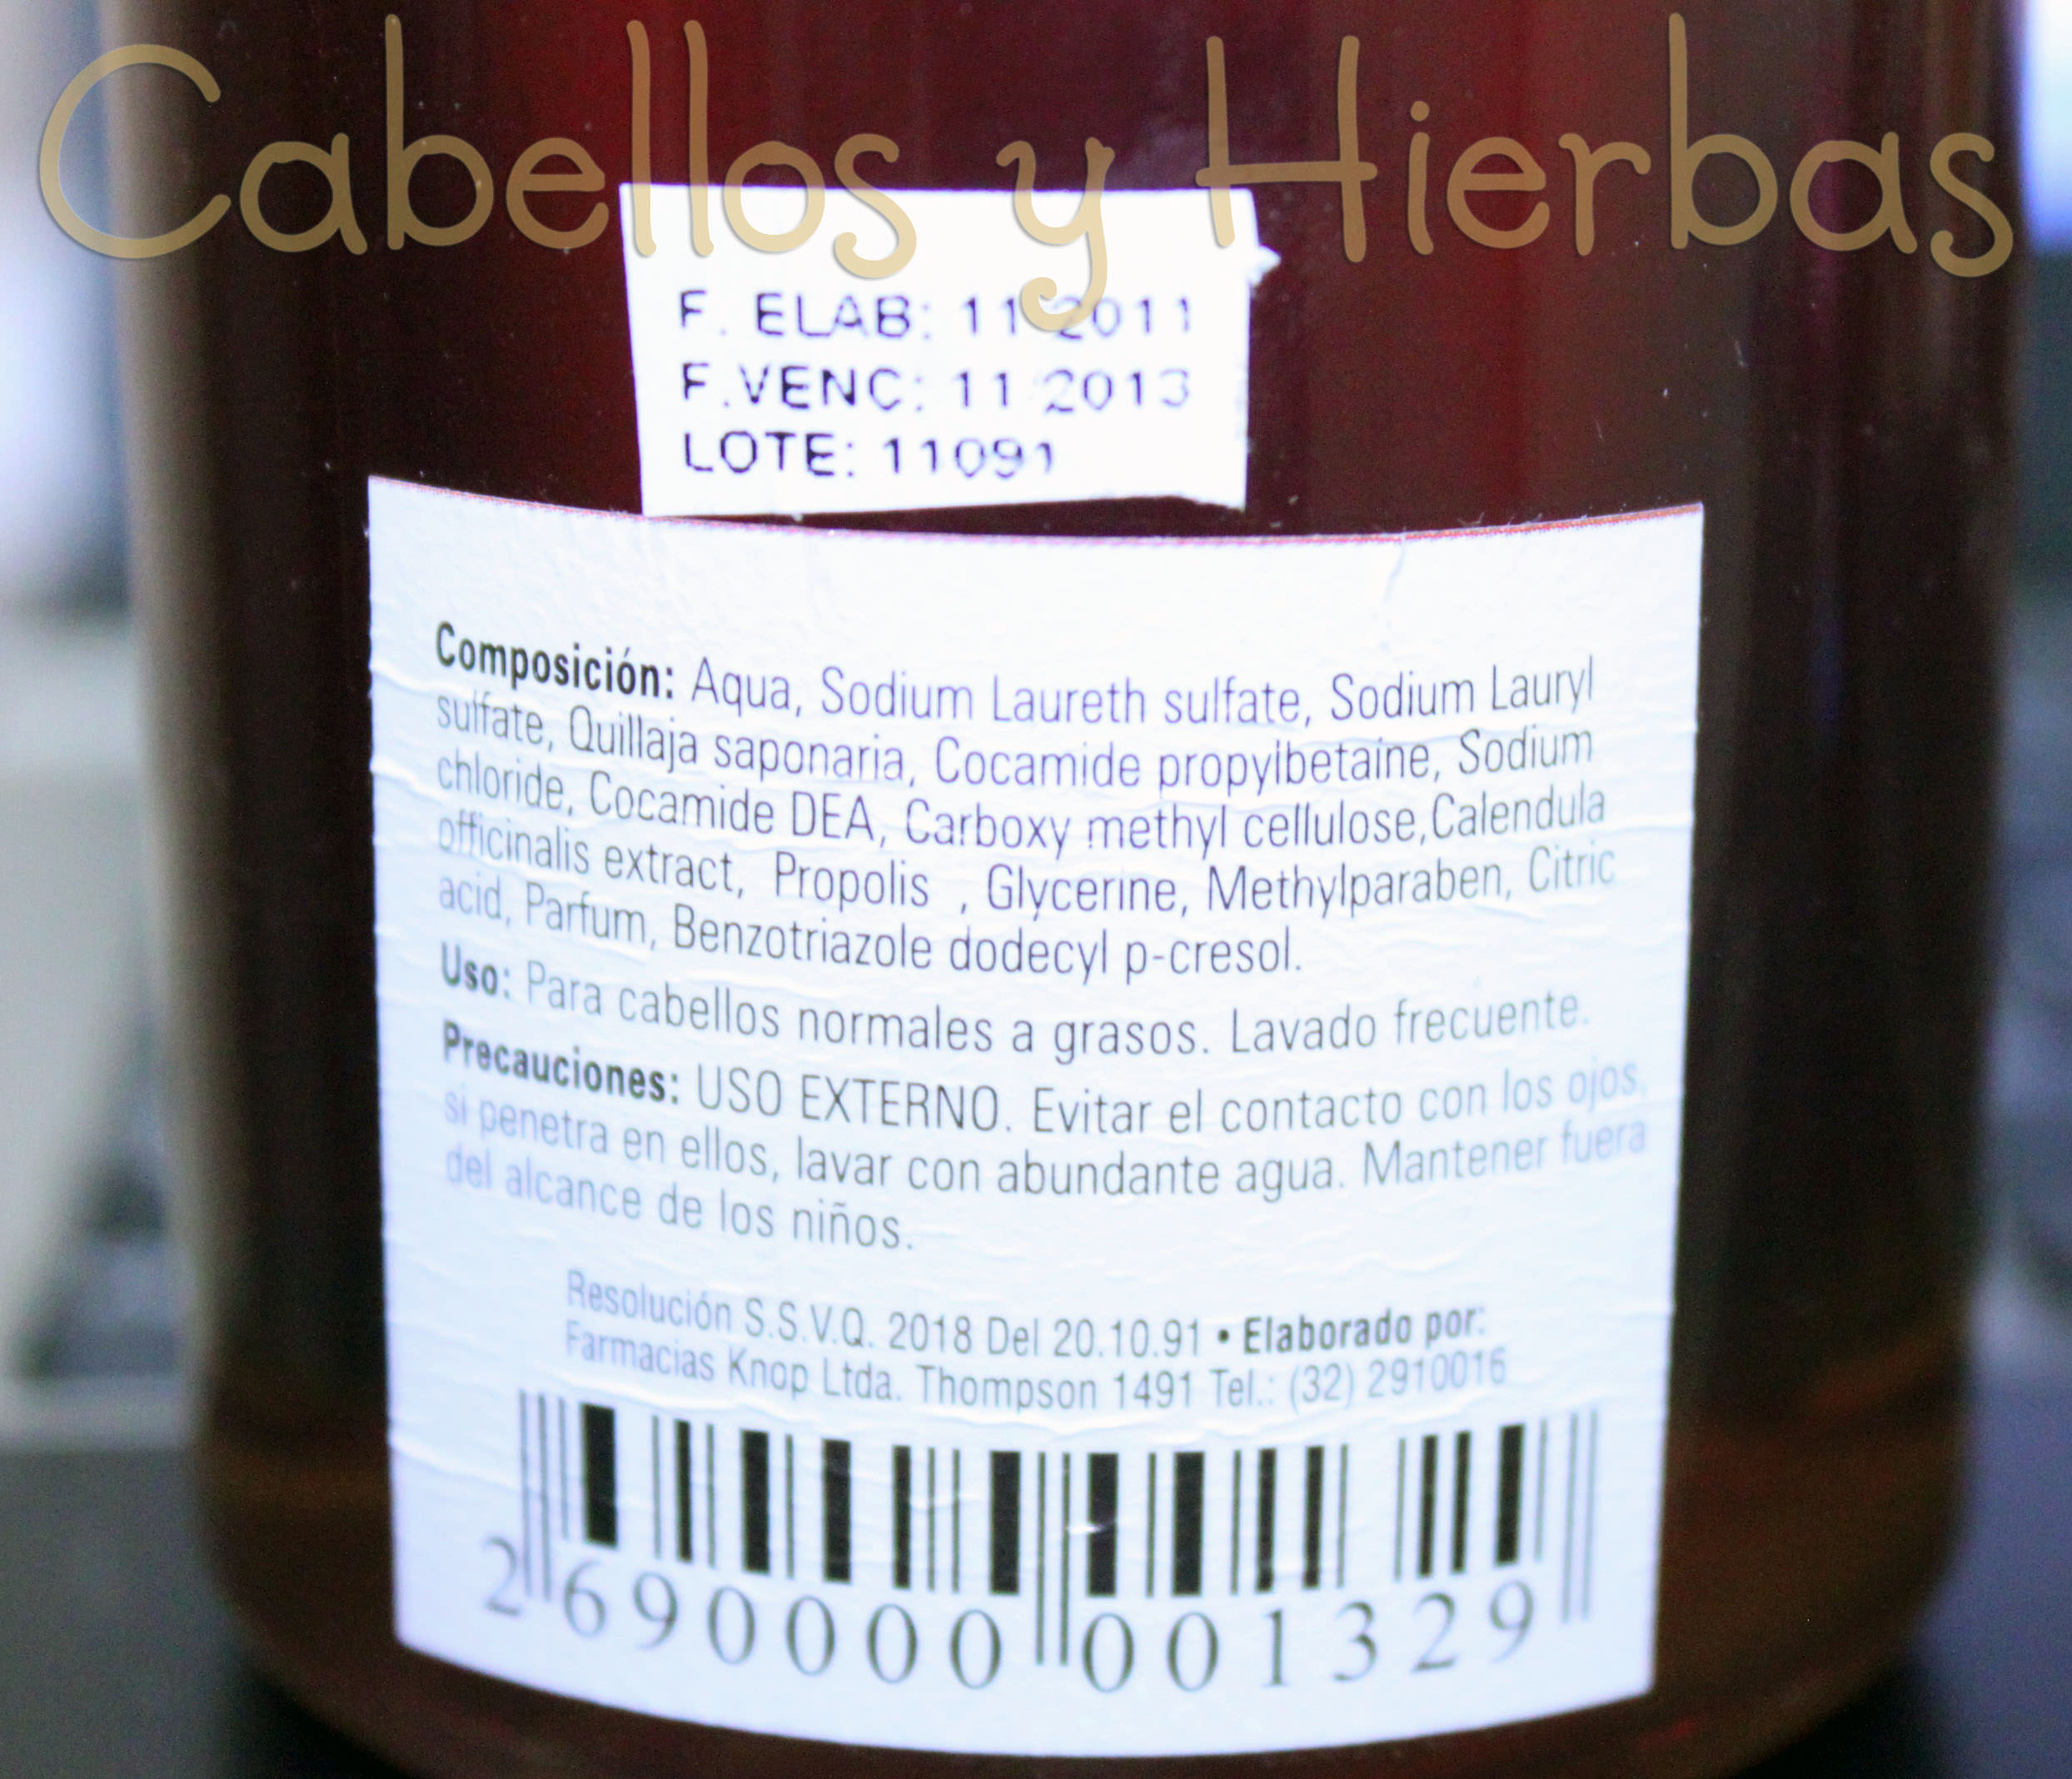 Cabellos y Hierbas
F. ELAB: 11 2011
F.VENC: 11 2013
LOTE: 11091
Composición: Aqua, Sodium Laureth sulfate, Sodium Lauryl
sulfate, Quillaja saponaria, Cocamide propylbetaine, Sodium
chloride, Cocamide DEA, Carboxy methyl cellulose,Calendula
officinalis extract, Propolis , Glycerine, Methylparaben, Citric
acid, Parfum, Benzotriazole dodecyl p-cresol.
Uso: Para cabellos normales a grasos. Lavado frecuente.
Precauciones: USO EXTERNO. Evitar el contacto con los ojos,
si penetra en ellos, lavar con abundante agua. Mantener fuera
del alcance de los niños.
Resolución S.S.V.Q. 2018 Del 20.10.91 • Elaborado por:
Farmacias Knop Ltda. Thompson 1491 Tel.: (32) 2910016
2 690000 001329